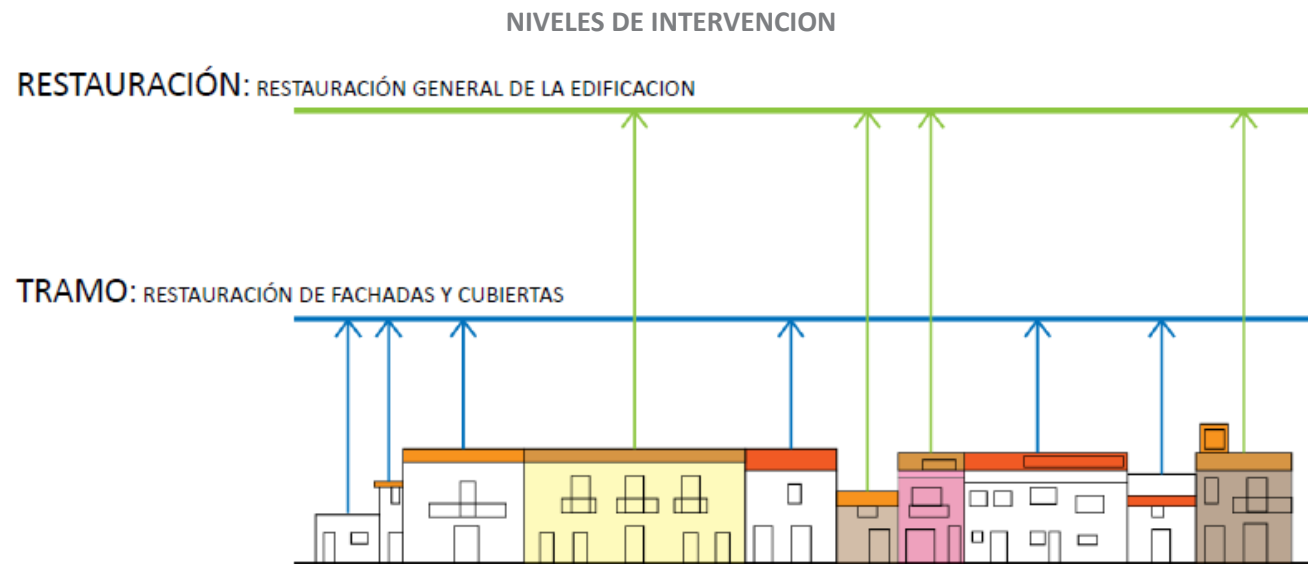 NIVELES DE INTERVENCION
RESTAURACIÓN: RESTAURACIÓN GENERAL DE LA EDIFICACION
TRAMO: RESTAURACIÓN DE FACHADAS Y CUBIERTAS